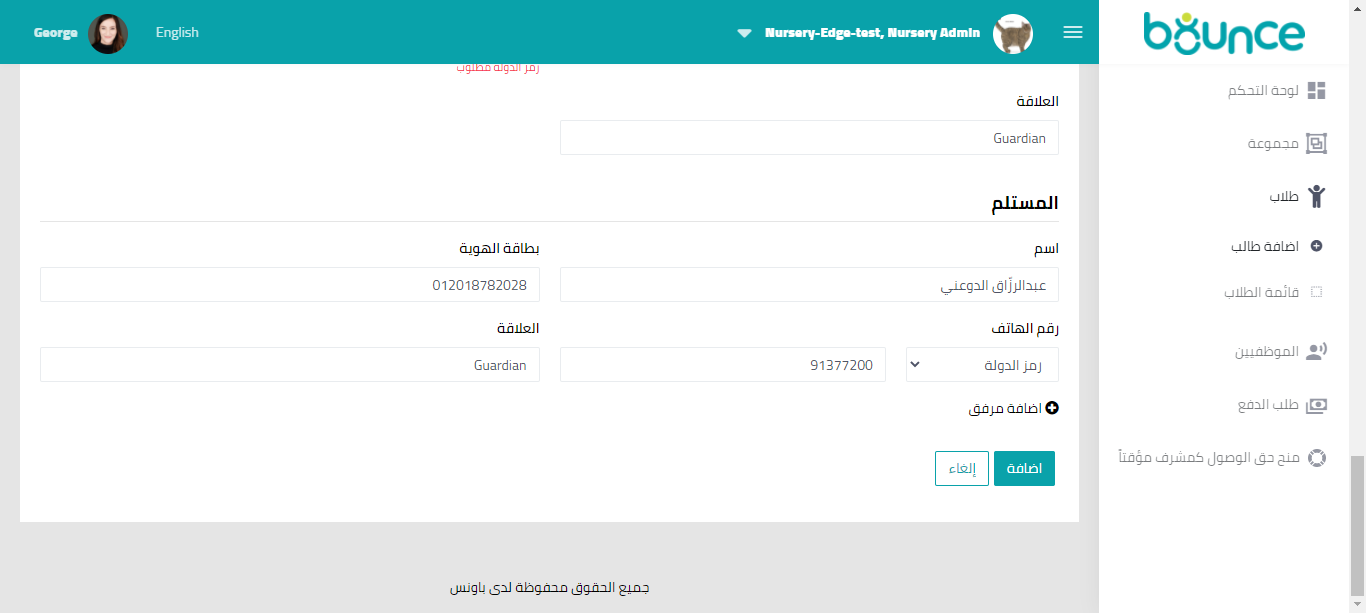 bounce
Nursery-Edge-test, Nursery Admin
English
George
لوحة التحكم
مجموعة
طلاب
اضافة طالب
قائمة الطلاب
الموظفيين
طلب الدفع
منح حق الوصول كمشرف مؤقتاً
رمز الدولة مطلوب
العلاقة
Guardian
المستلم
اسم
بطاقة الهوية
عبدالرزّاق الدوعني
012018782028
رقم الهاتف
العلاقة
رمز الدولة
91377200
Guardian
اضافة مرفق
اضافة
إلغاء
جميع الحقوق محفوظة لدى باونس